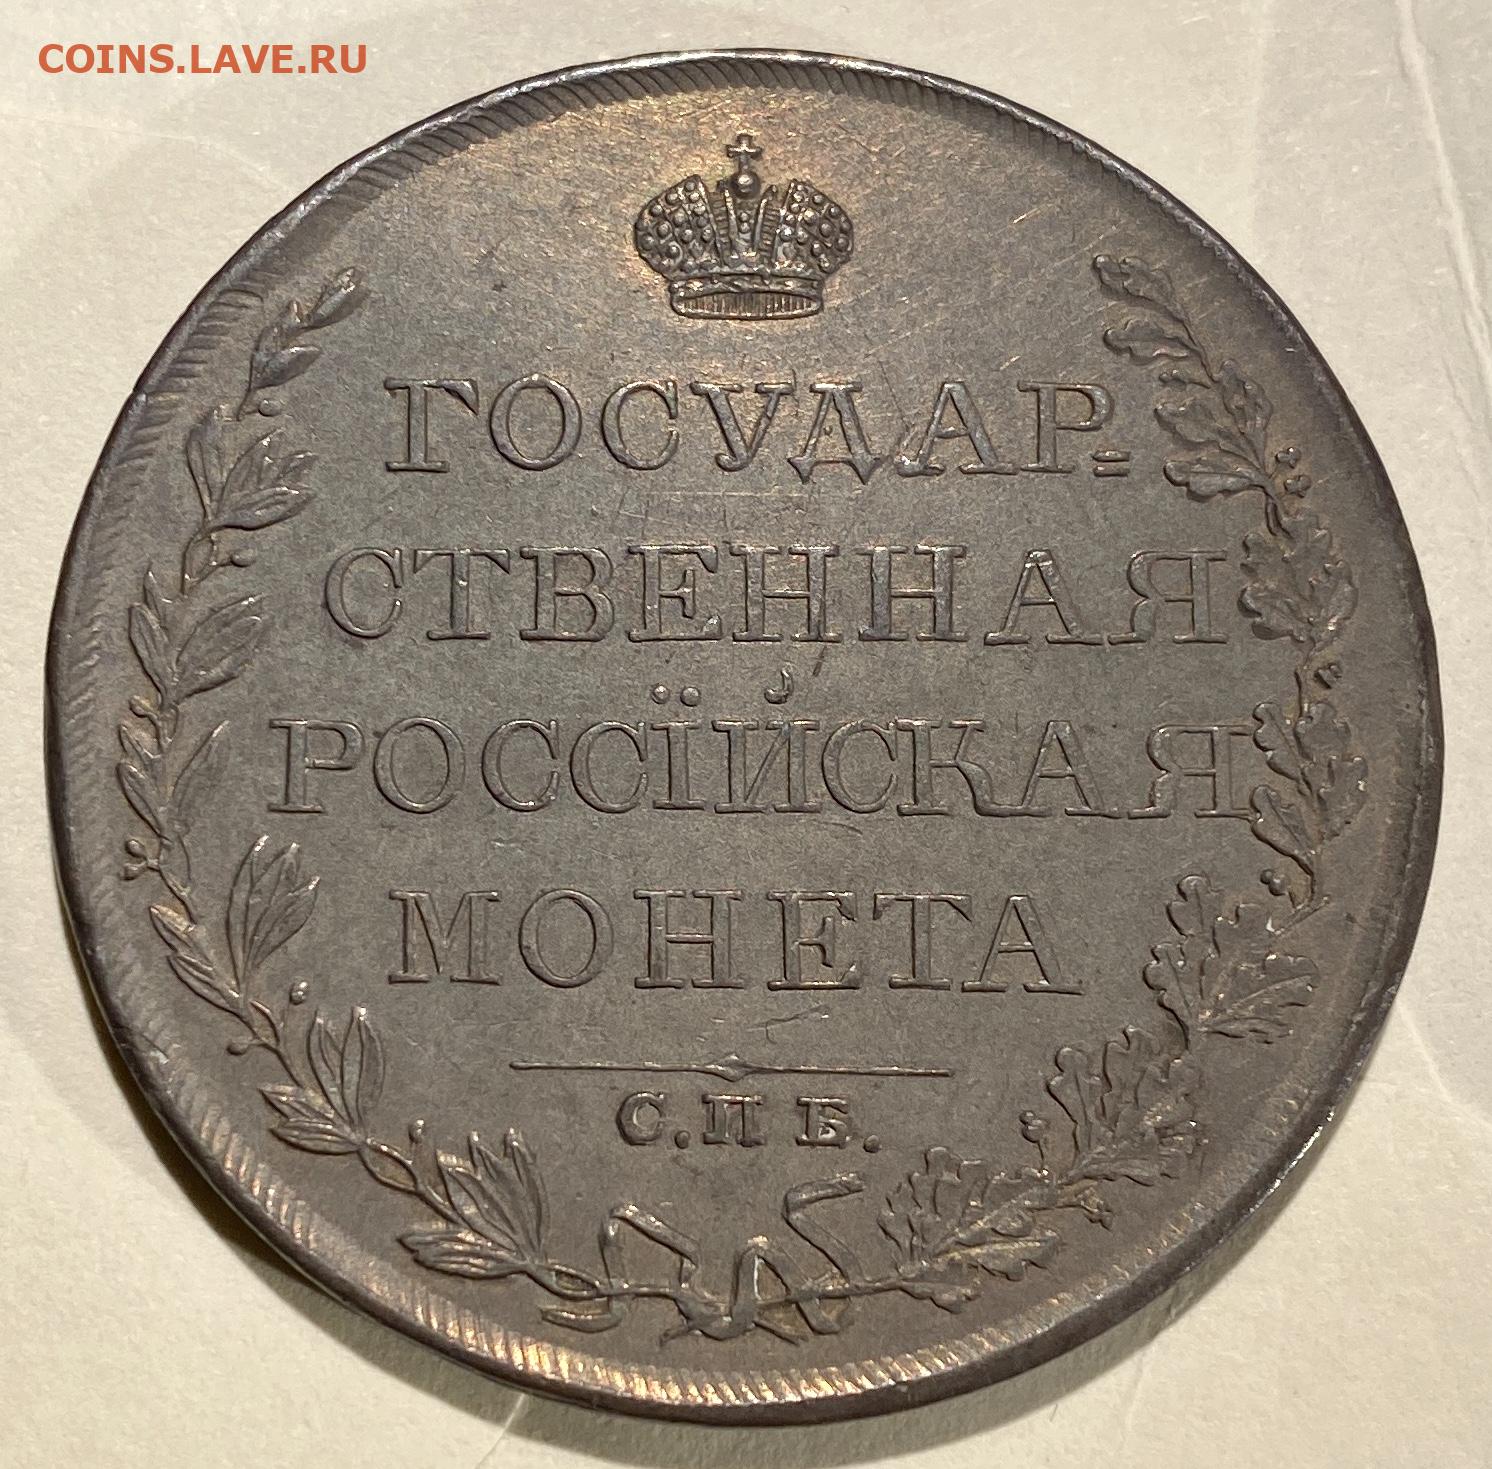 COINS.LAVE.RU
ГОСУДАР=
СТВЕННАЯ
РОССІЙСКАЯ
МОНЕТА
С.П Б.